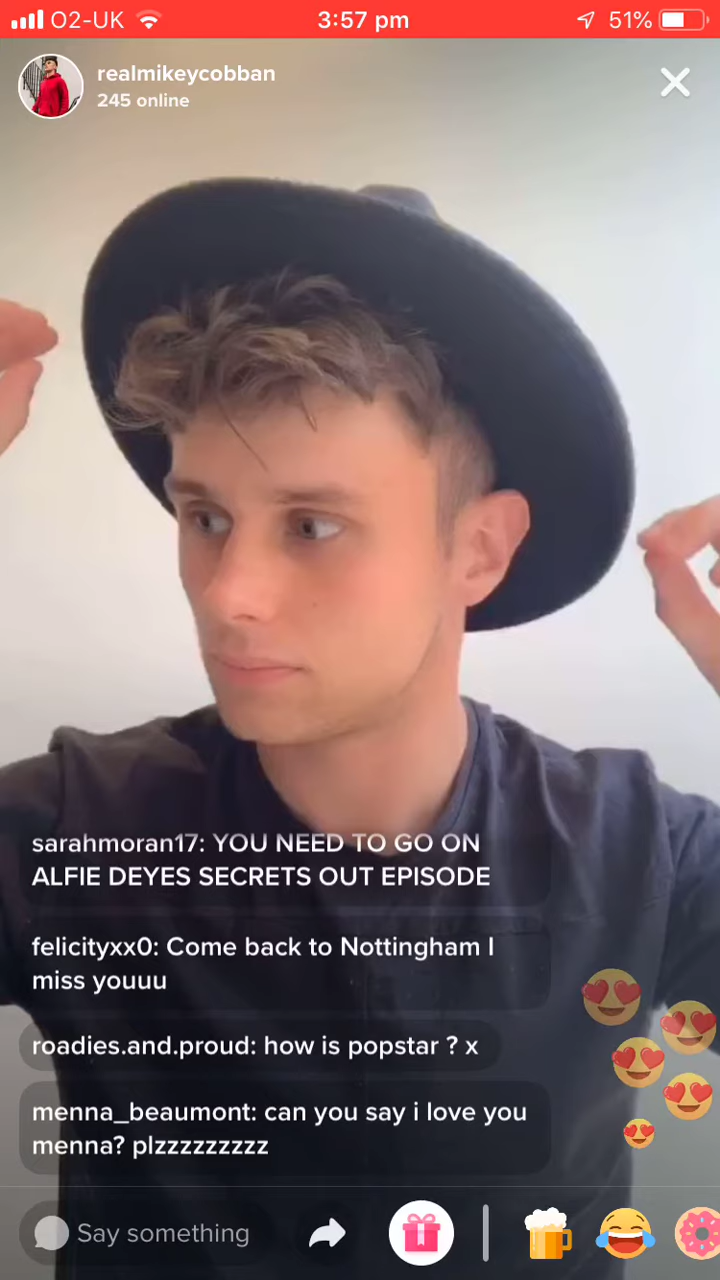 O2-UK 3:57 pm 51%
realmikeycobban
245 online
sarahmoran17: YOU NEED TO GO ON
ALFIE DEYES SECRETS OUT EPISODE
felicityxx0: Come back to Nottingham I
miss youuu
roadies.and.proud: how is popstar ? x
menna_beaumont: can you say i love you
menna? plzzzzzzzzz
Say something